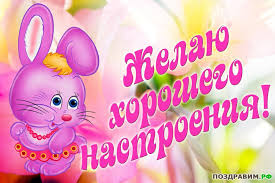 Желаю
хорошего
настроения!
ПОЗДРАВИМ.РФ